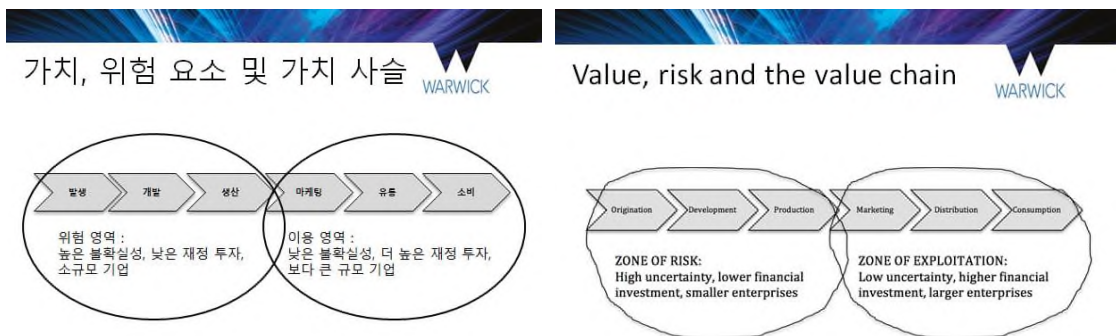 가치, 위험 요소 및 가치 사슬
WARWICK
발생
개발
생산
마케팅
유통
소비
위험 영역 :
높은 불확실성, 낮은 재정 투자,
소규모 기업
이용 영역 :
낮은 불확실성, 더 높은 재정 투자,
보다 큰 규모 기업
Value, risk and the value chain
WARWICK
Origination
Development
Production
Marketing
Distribution
Consumption
ZONE OF RISK:
High uncertainty, lower financial
investment, smaller enterprises
ZONE OF EXPLOITATION:
Low uncertainty, higher financial
investment, larger enterprises